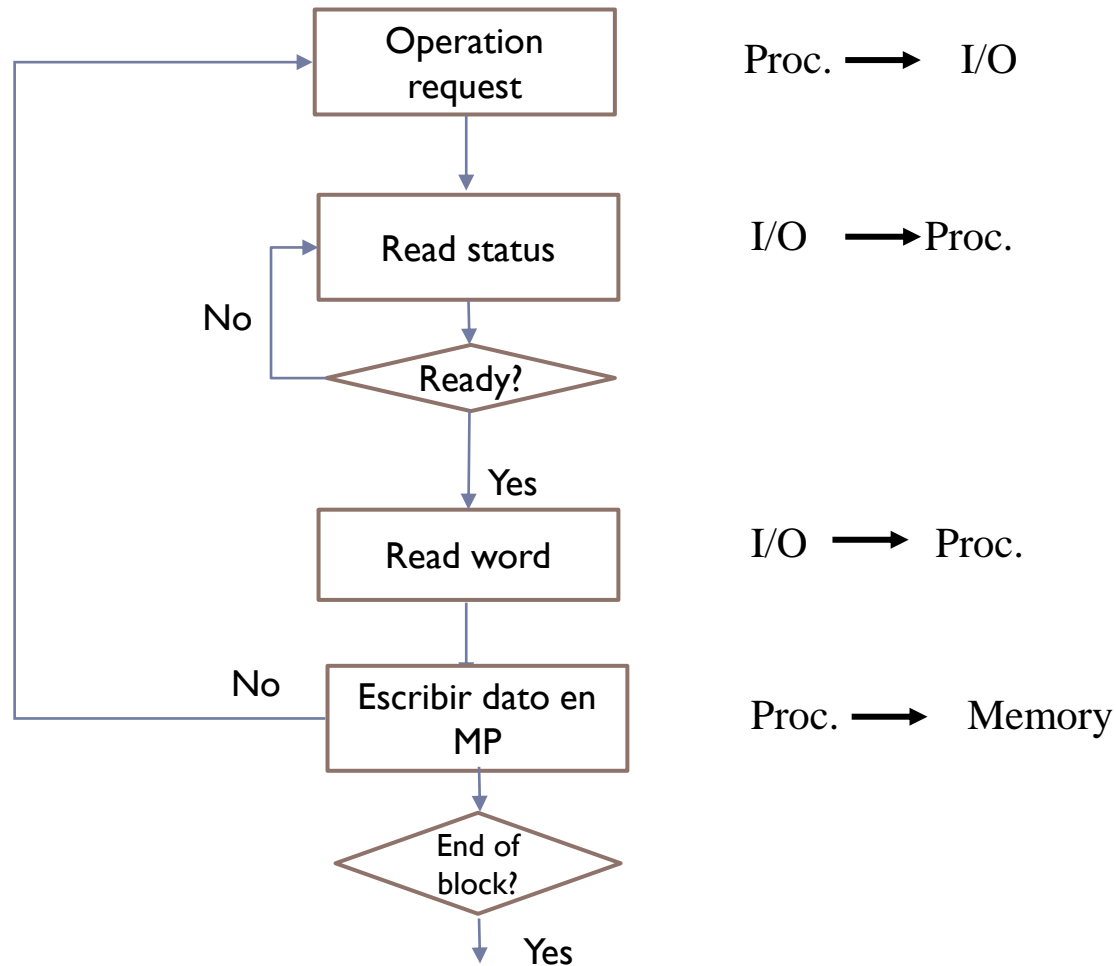 Operation
request
Proc. I/O
Read status
I/O Proc.
No
Ready?
Yes
Read word
I/O Proc.
No
Escribir dato en
MP
Proc. Memory
End of
block?
Yes